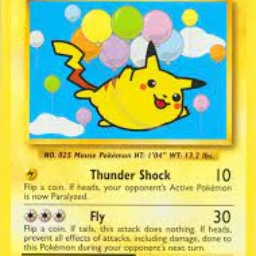 NO. 025 Mouse Pokémon HT: 1'04" WT: 13.2 lbs.
Thunder Shock 10
Flip a coin. If heads, your opponent's Active Pokémon
is now Paralyzed.
Fly 30
Flip a coin. If tails, this attack does nothing. If heads,
prevent all effects of attacks, including damage, done to
this Pokémon during your opponent's next turn.